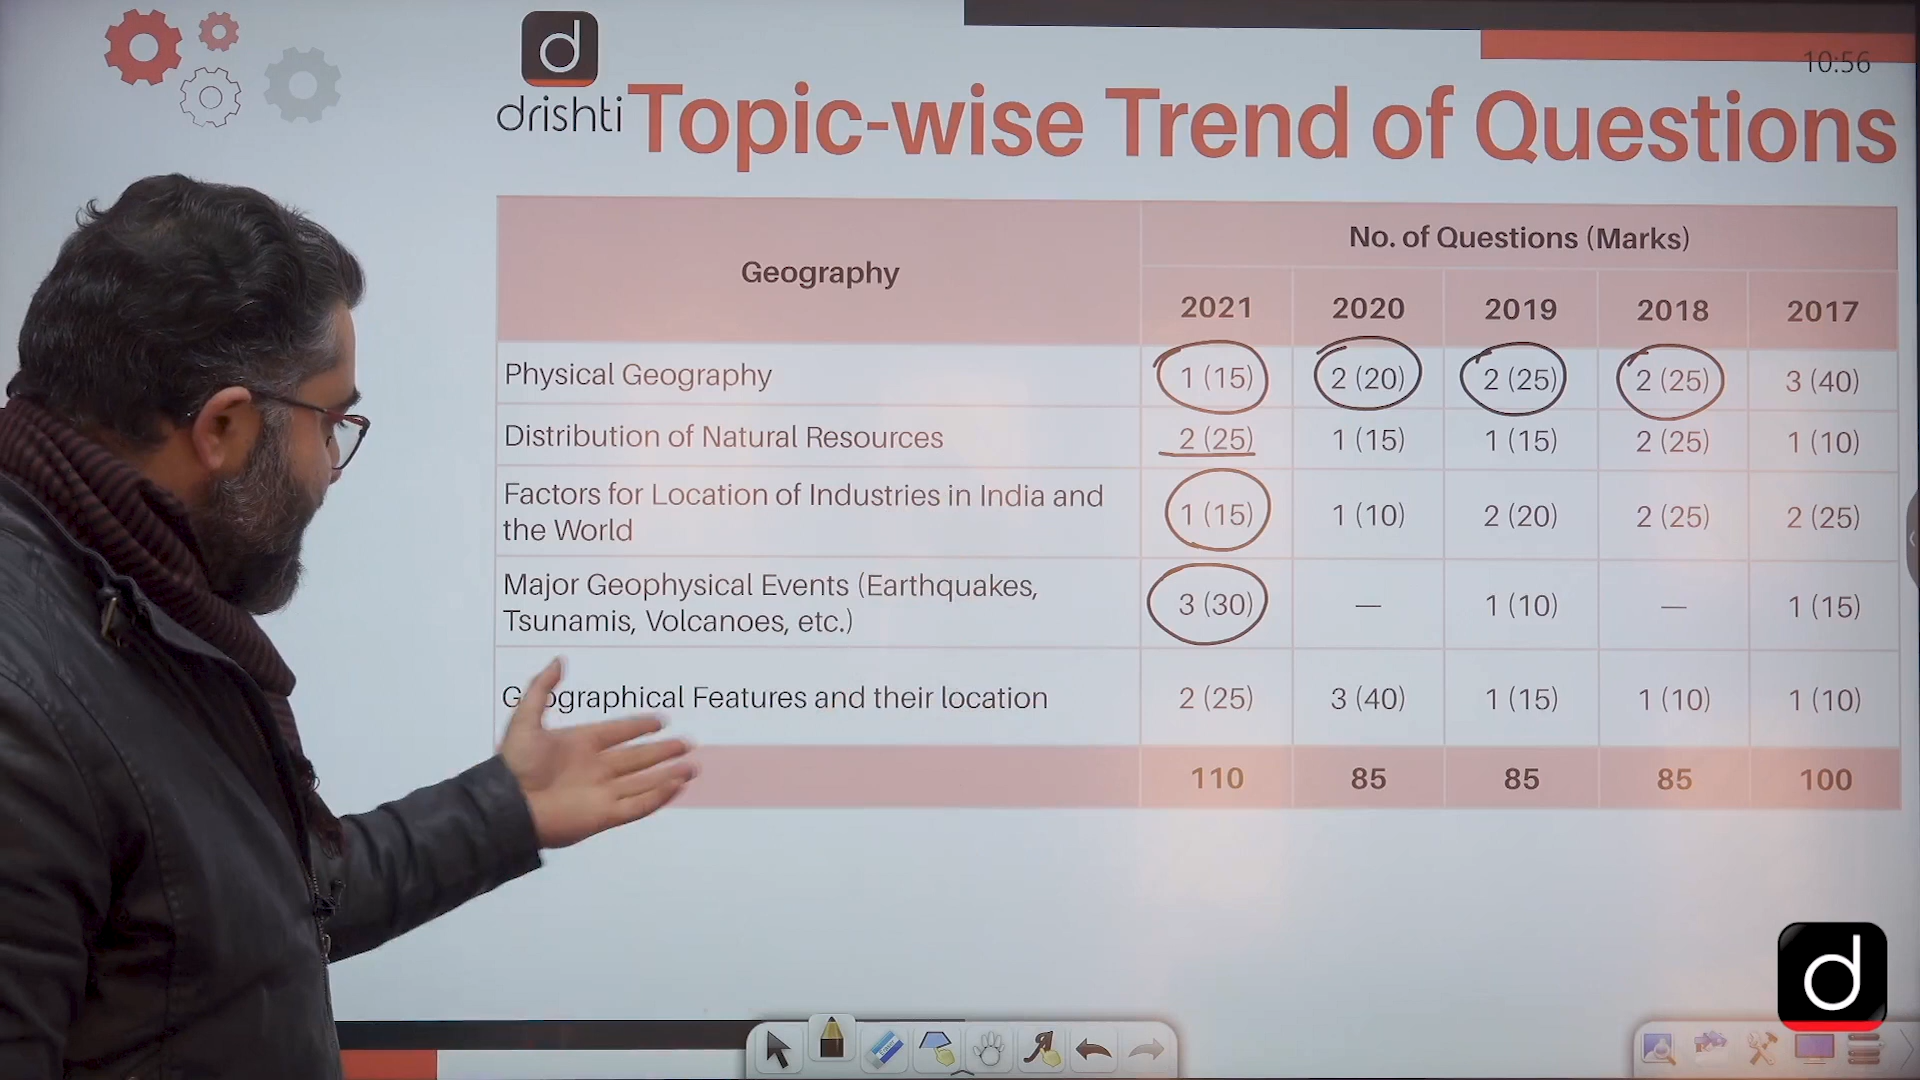 drishti
10:56
Topic-wise Trend of Questions
Geography
No. of Questions (Marks)
2021 2020 2019 2018 2017
Physical Geography 1 (15) 2 (20) 2 (25) 2 (25) 3 (40)
Distribution of Natural Resources 2 (25) 1 (15) 1 (15) 2 (25) 1 (10)
Factors for Location of Industries in India and
the World 1 (15) 1 (10) 2 (20) 2 (25) 2 (25)
Major Geophysical Events (Earthquakes,
Tsunamis, Volcanoes, etc.) 3 (30) — 1 (10) — 1 (15)
Geographical Features and their location 2 (25) 3 (40) 1 (15) 1 (10) 1 (10)
110 85 85 85 100